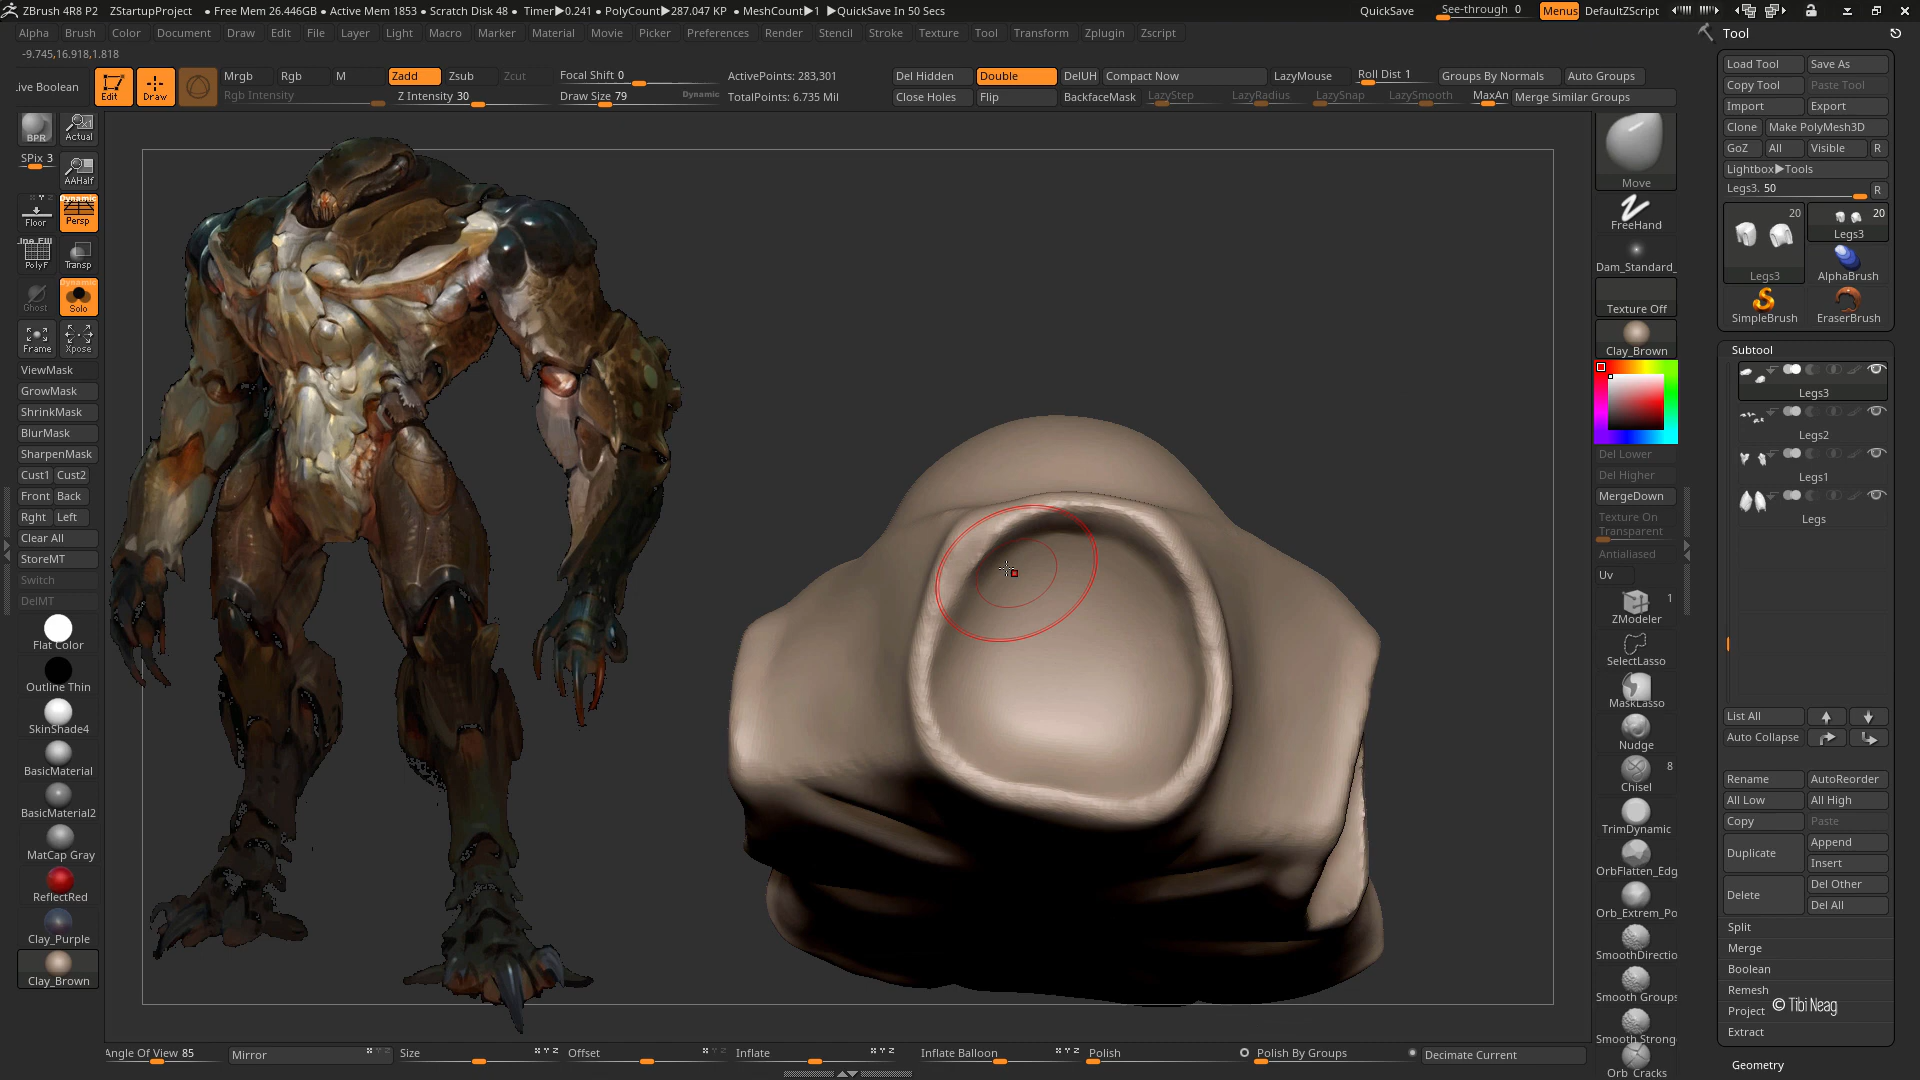 ZBrush 4R8 P2 ZStartupProject • Free Mem 26.446GB • Active Mem 1853 • Scratch Disk 48 • Timer▶0.241 • PolyCount▶287.047 KP • MeshCount▶1 ▶QuickSave In 50 Secs QuickSave See-through 0 Menus DefaultZScript
Alpha Brush Color Document Draw Edit File Layer Light Macro Marker Material Movie Picker Preferences Render Stencil Stroke Texture Tool Transform Zplugin Zscript
Tool
-9.745,16.918,1.818
ive Boolean
Edit
Draw
Mrgb Rgb M Zadd Zsub Zcut
Rgb Intensity Z Intensity 30
Focal Shift 0
Draw Size 79 Dynamic
ActivePoints: 283,301
TotalPoints: 6.735 Mil
Del Hidden Double DelUH Compact Now LazyMouse Roll Dist 1 Groups By Normals Auto Groups
Close Holes Flip BackfaceMask LazyStep LazyRadius LazySnap LazySmooth MaxAn Merge Similar Groups
BPR Actual
SPix 3 AAHalf
Floor Dynamic Persp
PolyF Transp
Ghost Dynamic Solo
Frame Xpose
ViewMask
GrowMask
ShrinkMask
BlurMask
SharpenMask
Cust1 Cust2
Front Back
Rght Left
Clear All
StoreMT
Switch
DelMT
Flat Color
Outline Thin
SkinShade4
BasicMaterial
BasicMaterial2
MatCap Gray
ReflectRed
Clay_Purple
Clay_Brown
Move
FreeHand
Dam_Standard_
Texture Off
Clay_Brown
Del Lower
Del Higher
MergeDown
Texture On
Transparent
Antialiased
Uv
1
ZModeler
SelectLasso
MaskLasso
Nudge
8
Chisel
TrimDynamic
OrbFlatten_Edg
Orb_Extrem_Po
SmoothDirectio
Smooth Groups
Smooth Strong
Orb_Cracks
Load Tool Save As
Copy Tool Paste Tool
Import Export
Clone Make PolyMesh3D
GoZ All Visible R
Lightbox▶Tools
Legs3. 50 R
20 20
Legs3
Legs3 AlphaBrush
SimpleBrush EraserBrush
Subtool
Legs3
Legs2
Legs1
Legs
List All
Auto Collapse
Rename AutoReorder
All Low All High
Copy Paste
Duplicate Append
Insert
Delete Del Other
Del All
Split
Merge
Boolean
Remesh
Project
© Tibi Neag
Extract
Geometry
Angle Of View 85 Mirror Size Offset Inflate Inflate Balloon Polish Polish By Groups Decimate Current